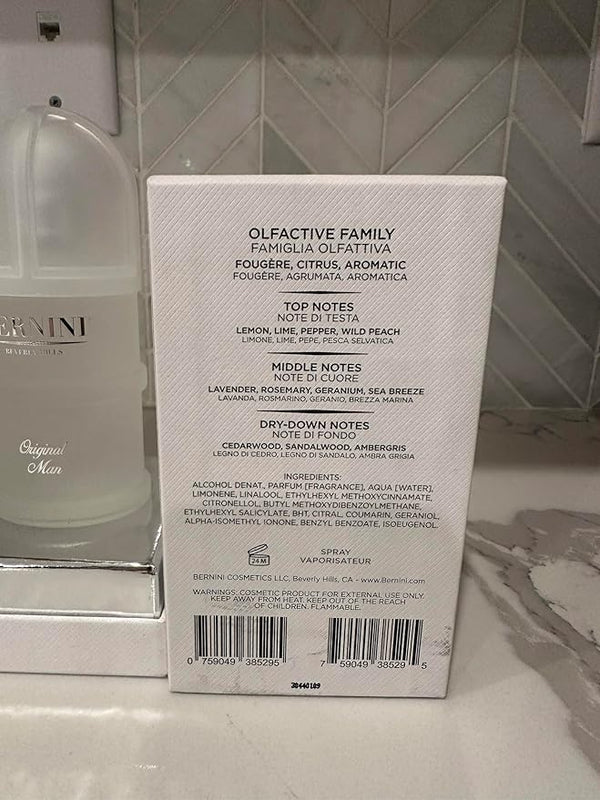 ERNINI
BEVERLY HILLS
Original
Man
OLFACTIVE FAMILY
FAMIGLIA OLFATTIVA
FOUGÈRE, CITRUS, AROMATIC
FOUGÈRE, AGRUMATA, AROMATICA
TOP NOTES
NOTE DI TESTA
LEMON, LIME, PEPPER, WILD PEACH
LIMONE, LIME, PEPE, PESCA SELVATICA
MIDDLE NOTES
NOTE DI CUORE
LAVENDER, ROSEMARY, GERANIUM, SEA BREEZE
LAVANDA, ROSMARINO, GERANIO, BREZZA MARINA
DRY-DOWN NOTES
NOTE DI FONDO
CEDARWOOD, SANDALWOOD, AMBERGRIS
LEGNO DI CEDRO, LEGNO DI SANDALO, AMBRA GRIGIA
INGREDIENTS:
ALCOHOL DENAT., PARFUM [FRAGRANCE], AQUA [WATER],
LIMONENE, LINALOOL, ETHYLHEXYL METHOXYCINNAMATE,
CITRONELLOL, BUTYL METHOXYDIBENZOYLMETHANE,
ETHYLHEXYL SALICYLATE, BHT, CITRAL, COUMARIN, GERANIOL,
ALPHA-ISOMETHYL IONONE, BENZYL BENZOATE, ISOEUGENOL.
24 M
SPRAY
VAPORISATEUR
BERNINI COSMETICS LLC, Beverly Hills, CA - www.Bernini.com
WARNINGS: COSMETIC PRODUCT FOR EXTERNAL USE ONLY.
KEEP AWAY FROM HEAT. KEEP OUT OF THE REACH
OF CHILDREN. FLAMMABLE.
0 759049 385295
7 59049 38529 5